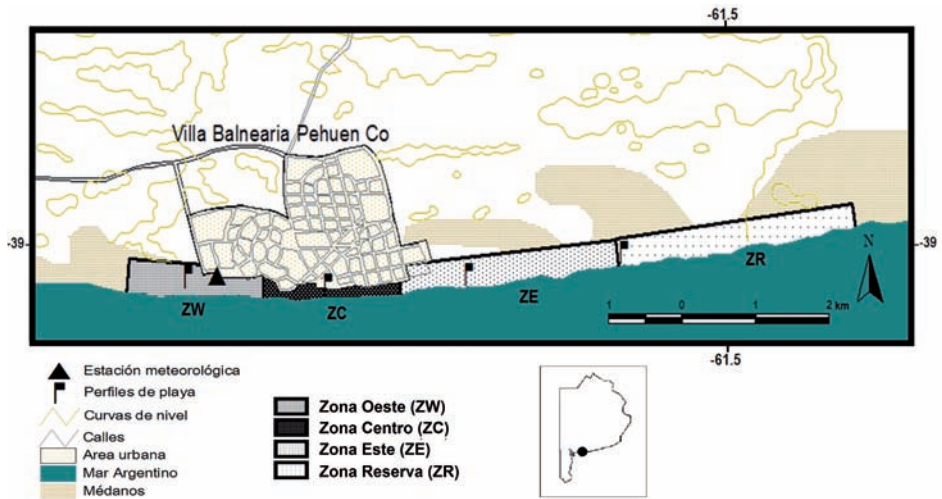 -61.5
Villa Balnearia Pehuen Co
-39
-39
N
ZR
ZE
ZW
ZC
1 0 1 2 km
-61.5
Estación meteorológica
Perfiles de playa
Curvas de nivel
Calles
Area urbana
Mar Argentino
Médanos
Zona Oeste (ZW)
Zona Centro (ZC)
Zona Este (ZE)
Zona Reserva (ZR)